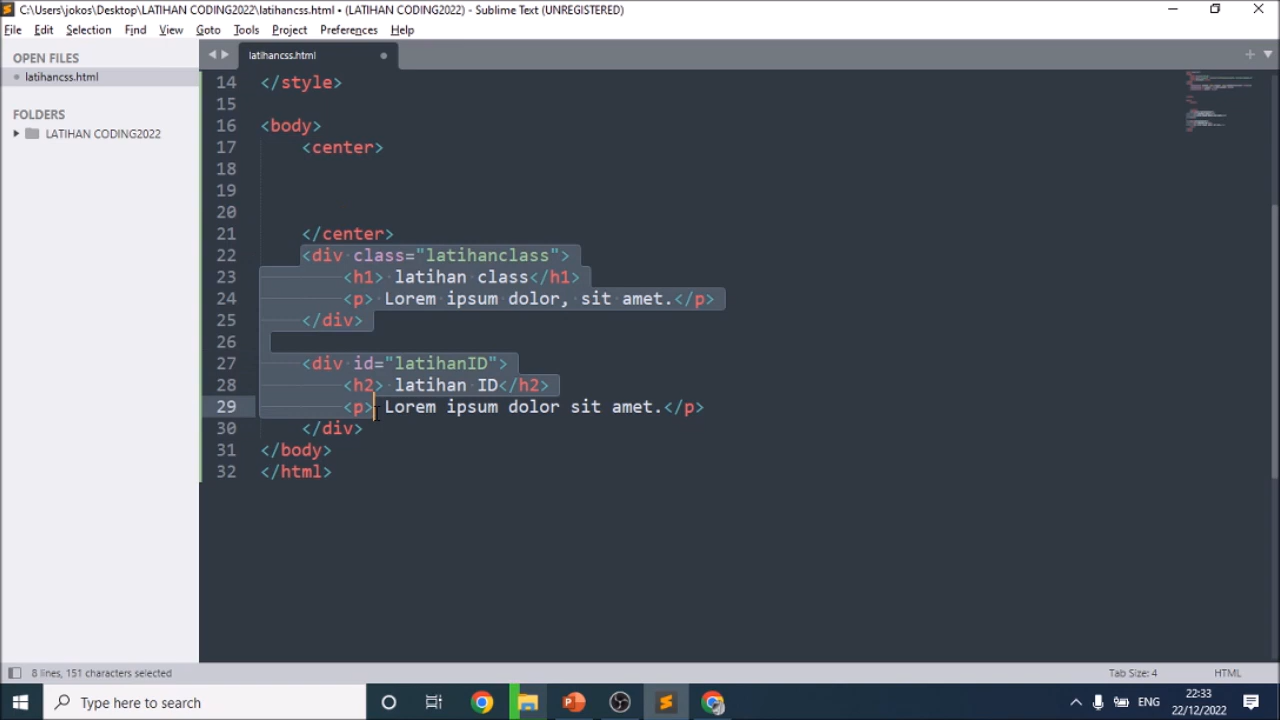 C:\Users\jokos\Desktop\LATIHAN CODING2022\latihancss.html • (LATIHAN CODING2022) - Sublime Text (UNREGISTERED)
File Edit Selection Find View Goto Tools Project Preferences Help
OPEN FILES
latihancss.html
FOLDERS
LATIHAN CODING2022
latihancss.html
14 </style>
15
16 <body>
17 <center>
18
19
20
21 </center>
22 <div class="latihanclass">
23 <h1> latihan class</h1>
24 <p> Lorem ipsum dolor, sit amet.</p>
25 </div>
26
27 <div id="latihanID">
28 <h2> latihan ID</h2>
29 <p> Lorem ipsum dolor sit amet.</p>
30 </div>
31 </body>
32 </html>
8 lines, 151 characters selected
Tab Size: 4
HTML
Type here to search
ENG
22:33
22/12/2022